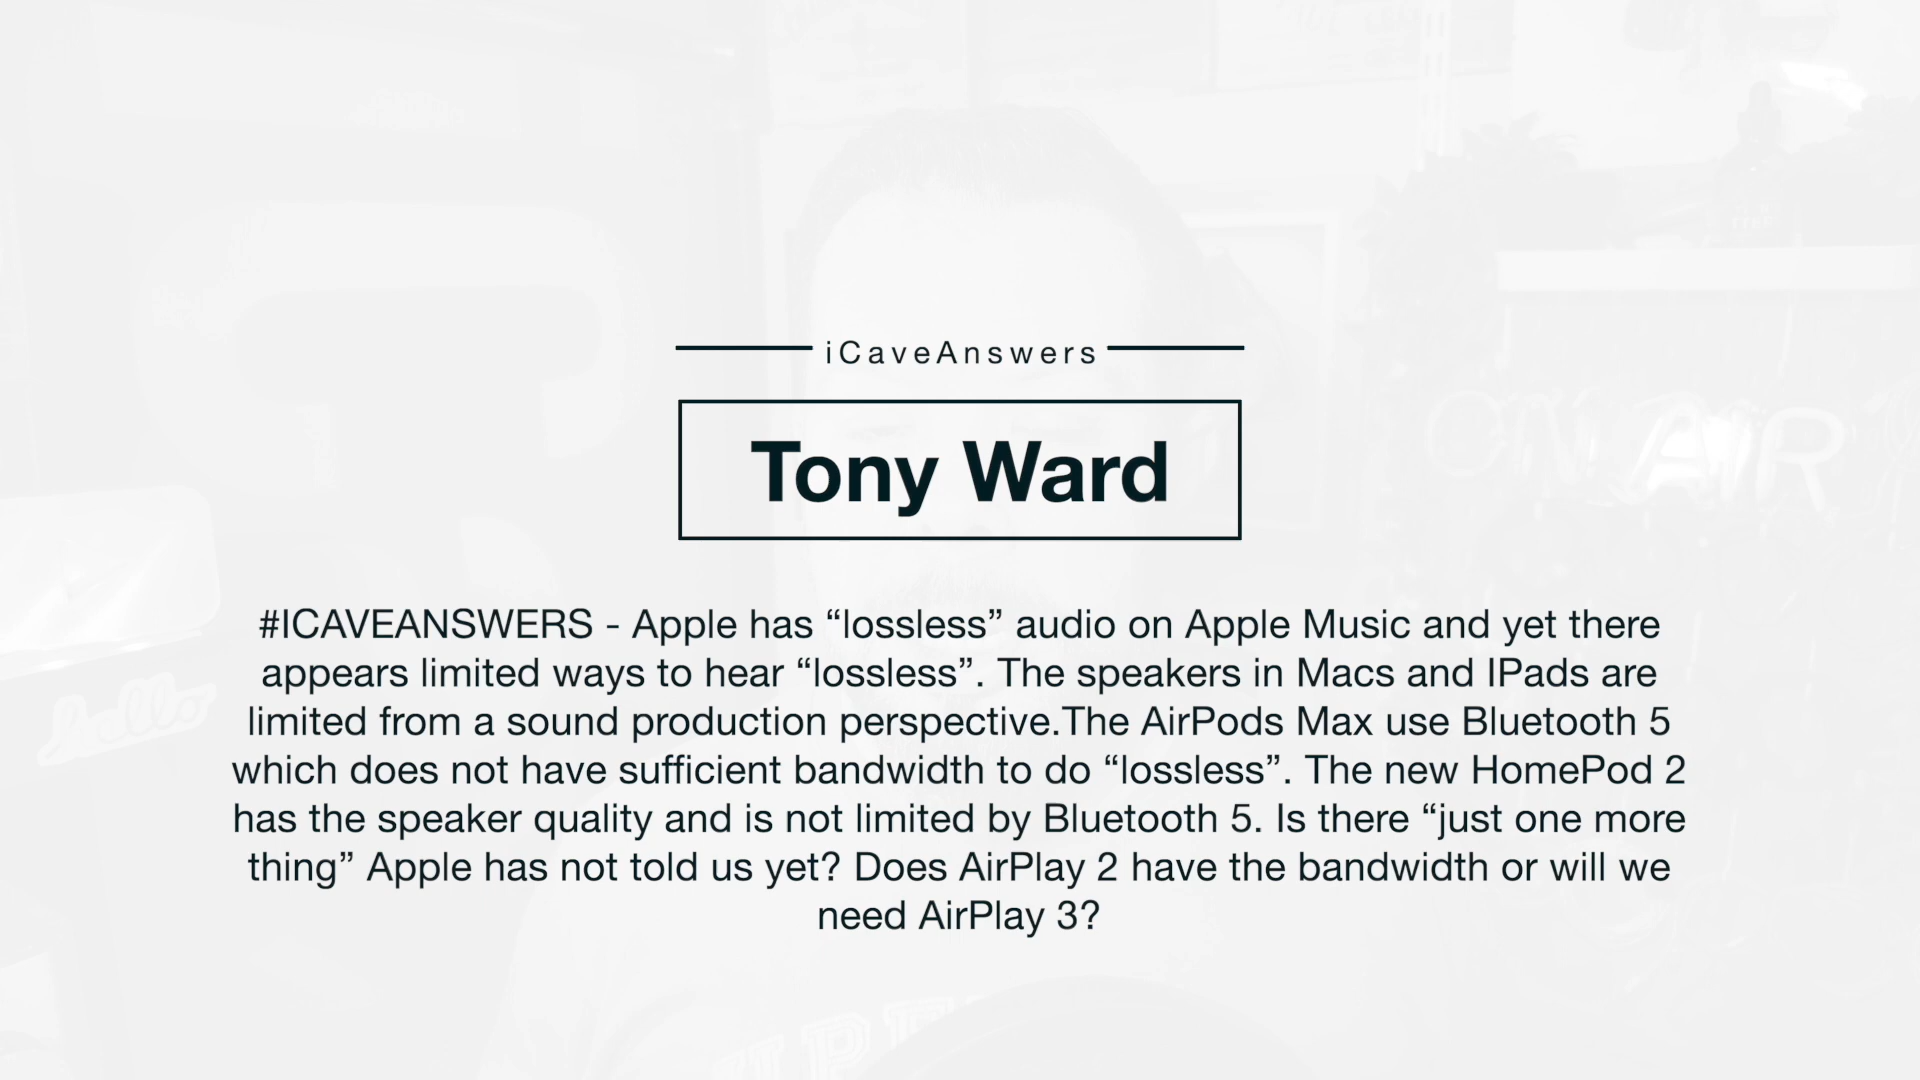 iCaveAnswers
Tony Ward
#ICAVEANSWERS - Apple has “lossless” audio on Apple Music and yet there
appears limited ways to hear “lossless”. The speakers in Macs and IPads are
limited from a sound production perspective.The AirPods Max use Bluetooth 5
which does not have sufficient bandwidth to do “lossless”. The new HomePod 2
has the speaker quality and is not limited by Bluetooth 5. Is there “just one more
thing” Apple has not told us yet? Does AirPlay 2 have the bandwidth or will we
need AirPlay 3?
ON AIR
hello